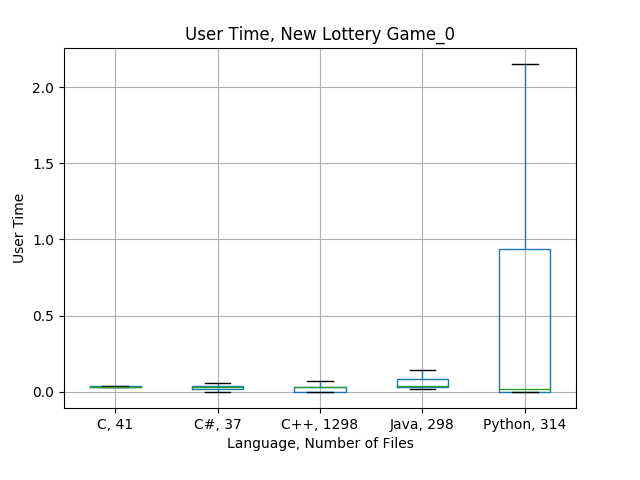 User Time, New Lottery Game_0
2.0
1.5
1.0
0.5
0.0
User Time
C, 41 C#, 37 C++, 1298 Java, 298 Python, 314
Language, Number of Files